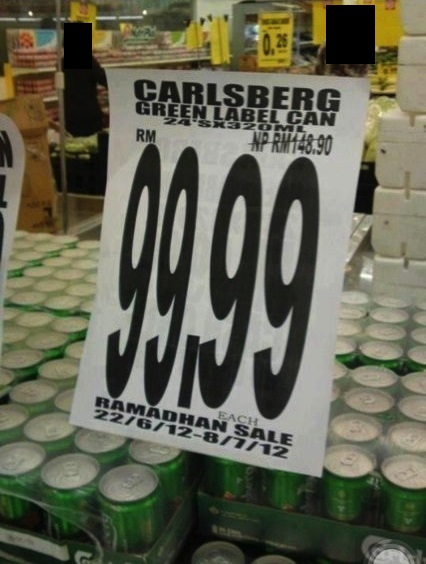 CARLSBERG
GREEN LABEL CAN
24'SX320ML
RM NP RM148.90
99.99
EACH
RAMADHAN SALE
22/6/12-8/7/12
0.26